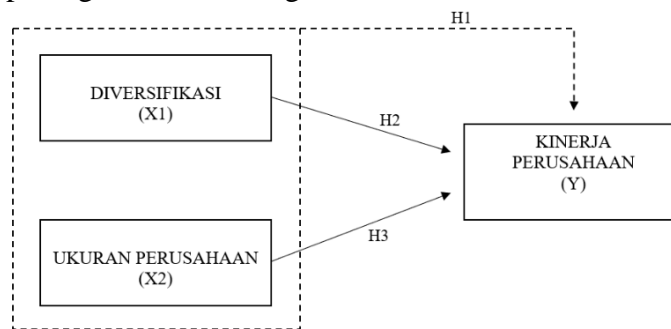 H1
DIVERSIFIKASI
(X1)
H2
KINERJA
PERUSAHAAN
(Y)
UKURAN PERUSAHAAN
(X2)
H3